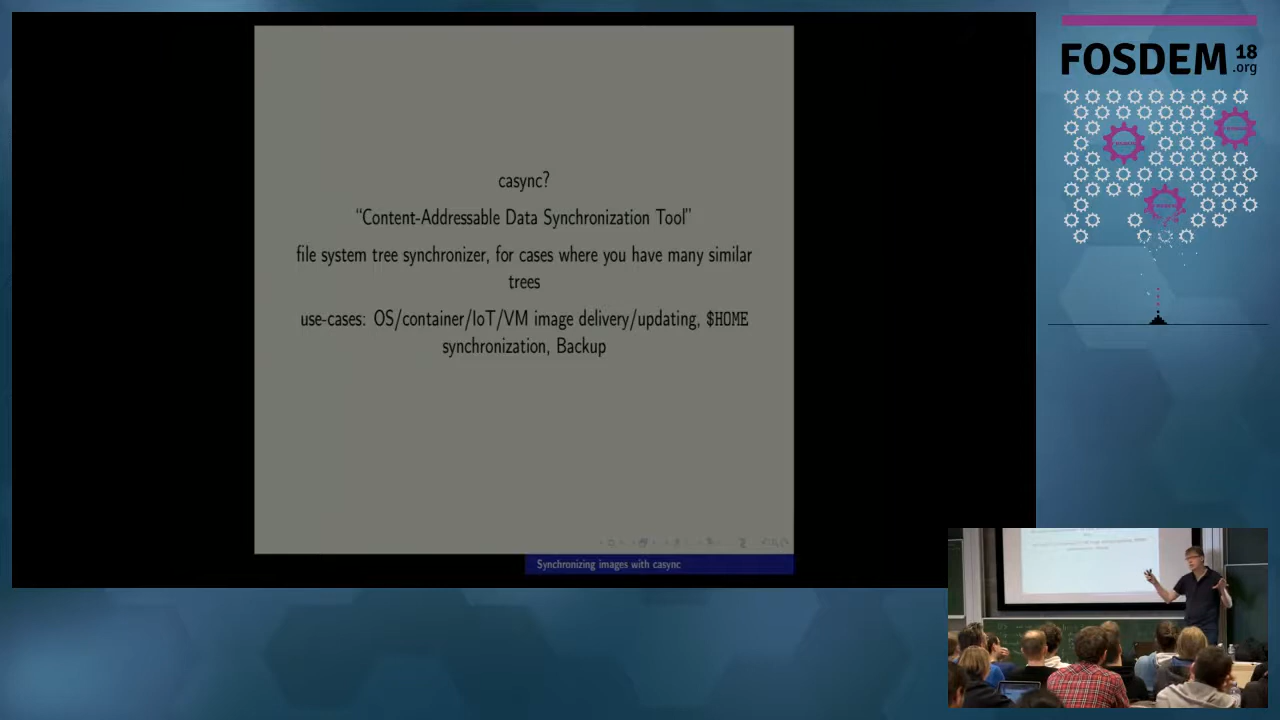 casync?
“Content-Addressable Data Synchronization Tool”
file system tree synchronizer, for cases where you have many similar
trees
use-cases: OS/container/IoT/VM image delivery/updating, $HOME
synchronization, Backup
Synchronizing images with casync
FOSDEM 18
.org